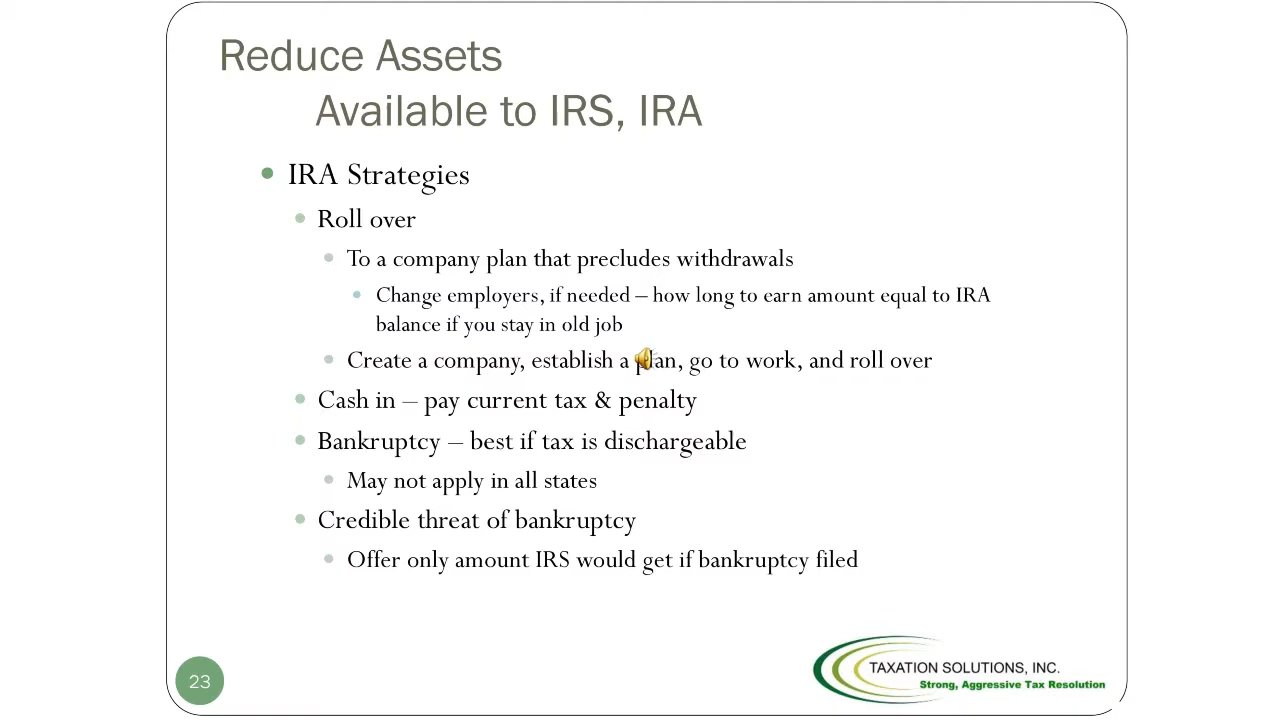 Reduce Assets
Available to IRS, IRA
IRA Strategies
Roll over
To a company plan that precludes withdrawals
Change employers, if needed – how long to earn amount equal to IRA
balance if you stay in old job
Create a company, establish a plan, go to work, and roll over
Cash in – pay current tax & penalty
Bankruptcy – best if tax is dischargeable
May not apply in all states
Credible threat of bankruptcy
Offer only amount IRS would get if bankruptcy filed
23
TAXATION SOLUTIONS, INC.
Strong, Aggressive Tax Resolution